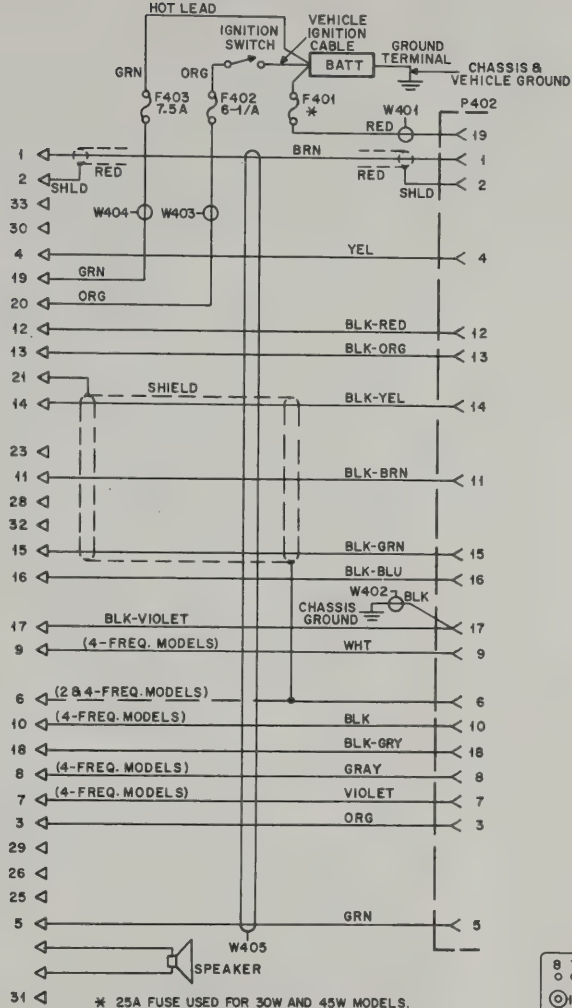 HOT LEAD
IGNITION SWITCH
VEHICLE IGNITION CABLE
BATT
GROUND TERMINAL
CHASSIS & VEHICLE GROUND
GRN
ORG
F403 7.5A
F402 6-1/A
F401 *
W401
P402
RED
19
1
BRN
1
2
SHLD
RED
RED
SHLD
2
33
W404
W403
30
4
YEL
4
19
GRN
20
ORG
12
BLK-RED
12
13
BLK-ORG
13
21
SHIELD
14
BLK-YEL
14
23
11
BLK-BRN
11
28
32
15
BLK-GRN
15
16
BLK-BLU
16
W402
BLK
CHASSIS GROUND
17
BLK-VIOLET
17
9
(4-FREQ. MODELS)
WHT
9
6
(2 & 4-FREQ. MODELS)
6
10
(4-FREQ. MODELS)
BLK
10
18
BLK-GRY
18
8
(4-FREQ. MODELS)
GRAY
8
7
(4-FREQ. MODELS)
VIOLET
7
3
ORG
3
29
26
25
5
GRN
5
W405
SPEAKER
8
31
* 25A FUSE USED FOR 30W AND 45W MODELS.